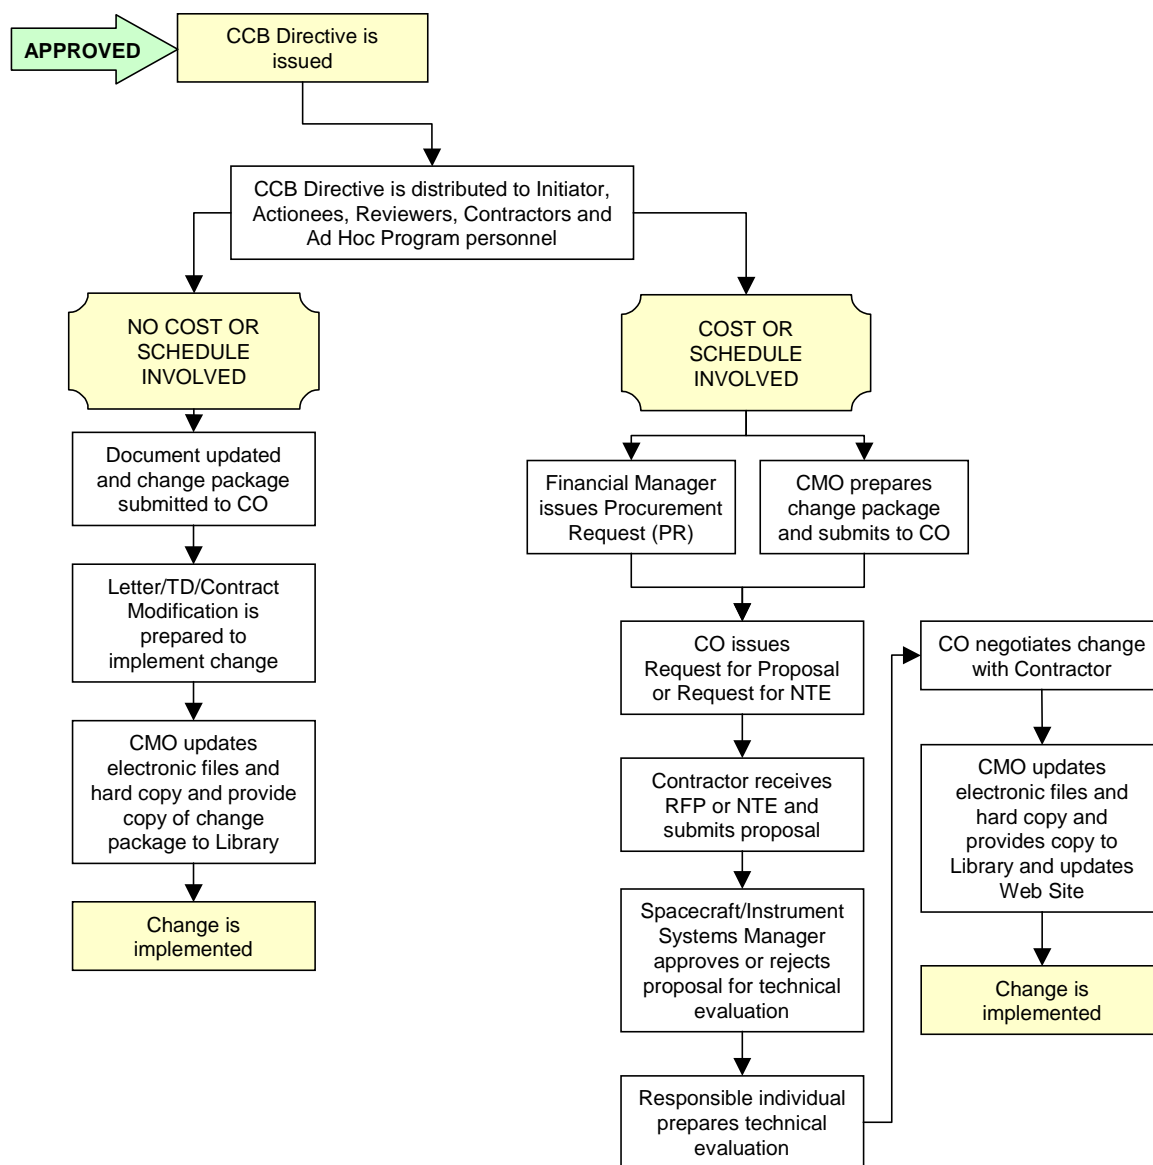 APPROVED
CCB Directive is
issued
CCB Directive is distributed to Initiator,
Actionees, Reviewers, Contractors and
Ad Hoc Program personnel
NO COST OR
SCHEDULE
INVOLVED
Document updated
and change package
submitted to CO
Letter/TD/Contract
Modification is
prepared to
implement change
CMO updates
electronic files and
hard copy and provide
copy of change
package to Library
Change is
implemented
COST OR
SCHEDULE
INVOLVED
Financial Manager
issues Procurement
Request (PR)
CMO prepares
change package
and submits to CO
CO issues
Request for Proposal
or Request for NTE
Contractor receives
RFP or NTE and
submits proposal
Spacecraft/Instrument
Systems Manager
approves or rejects
proposal for technical
evaluation
Responsible individual
prepares technical
evaluation
CO negotiates change
with Contractor
CMO updates
electronic files and
hard copy and
provides copy to
Library and updates
Web Site
Change is
implemented